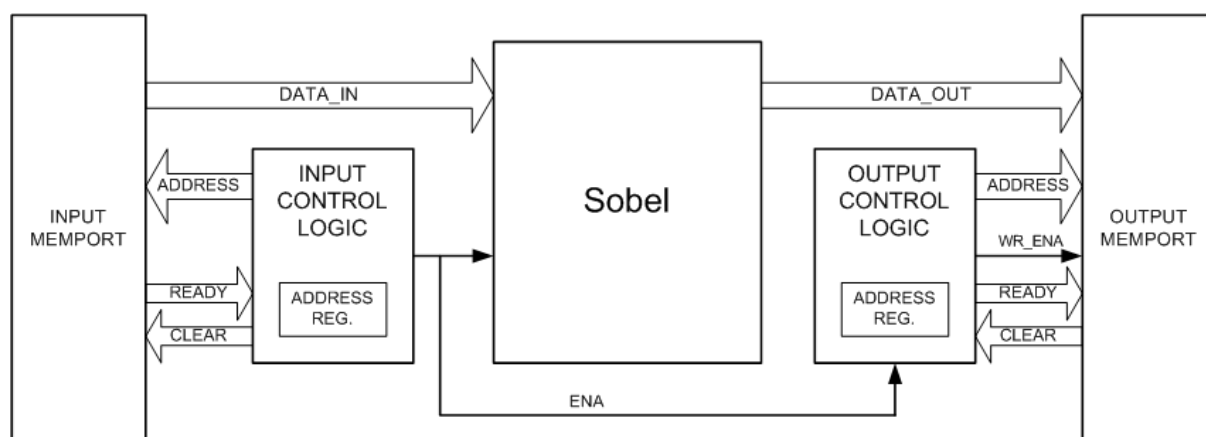 INPUT
MEMPORT
DATA_IN
ADDRESS
READY
CLEAR
INPUT
CONTROL
LOGIC
ADDRESS
REG.
Sobel
ENA
DATA_OUT
OUTPUT
CONTROL
LOGIC
ADDRESS
REG.
ADDRESS
WR_ENA
READY
CLEAR
OUTPUT
MEMPORT